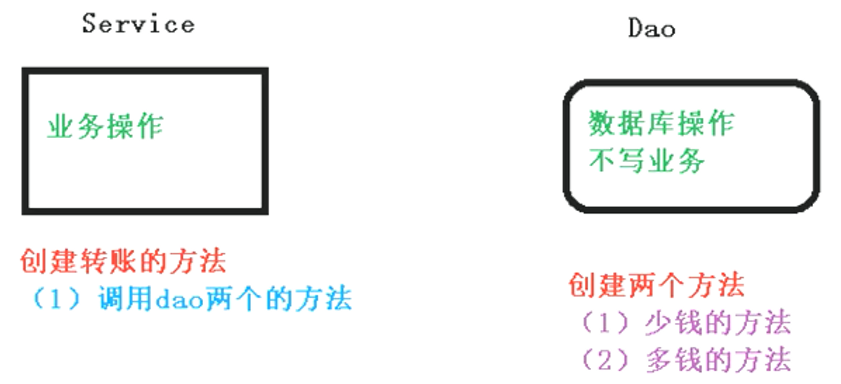 Service
业务操作
创建转账的方法
（1）调用dao两个的方法
Dao
数据库操作
不写业务
创建两个方法
（1）少钱的方法
（2）多钱的方法